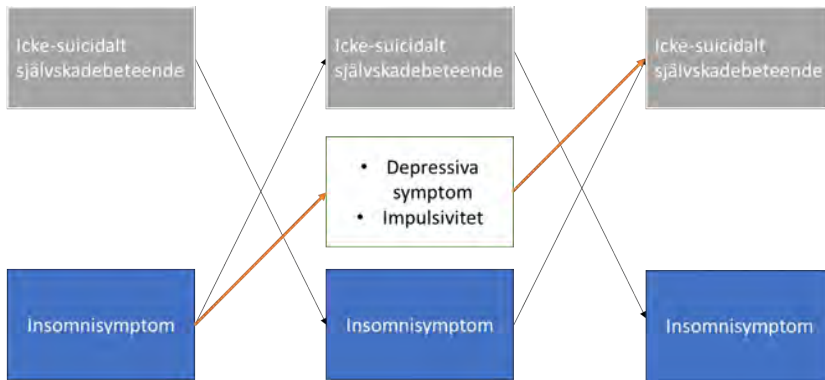 Icke-suicidalt
självskadebeteende
Icke-suicidalt
självskadebeteende
Icke-suicidalt
självskadebeteende
• Depressiva
symptom
• Impulsivitet
Insomnisymptom
Insomnisymptom
Insomnisymptom